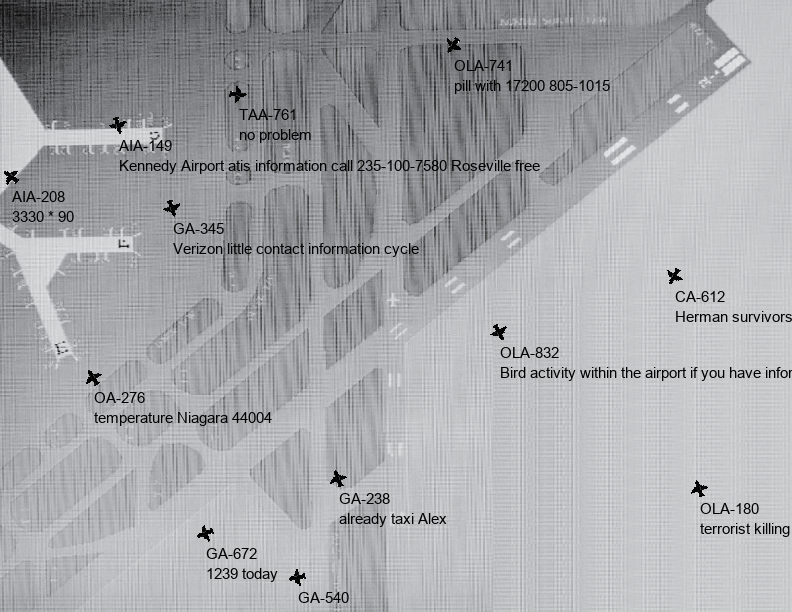 OLA-741
pill with 17200 805-1015
TAA-761
no problem
AIA-149
Kennedy Airport atis information call 235-100-7580 Roseville free
AIA-208
3330 * 90
GA-345
Verizon little contact information cycle
CA-612
Herman survivors
OLA-832
Bird activity within the airport if you have infor
OA-276
temperature Niagara 44004
GA-238
already taxi Alex
OLA-180
terrorist killing
GA-672
1239 today
GA-540